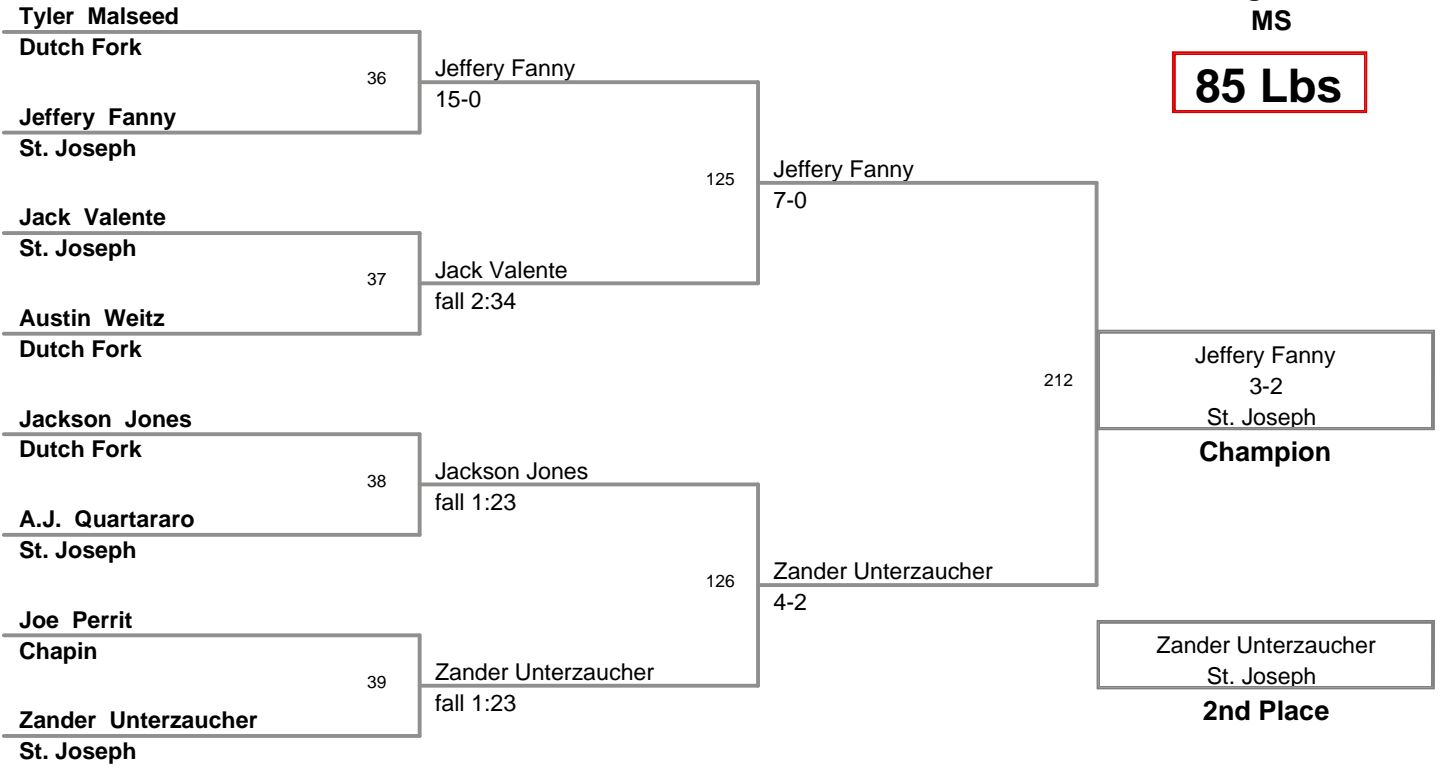 Tyler Malseed
Dutch Fork
36
Jeffery Fanny
15-0
Jeffery Fanny
St. Joseph
125
Jeffery Fanny
7-0
Jack Valente
St. Joseph
37
Jack Valente
fall 2:34
Austin Weitz
Dutch Fork
212
Jeffery Fanny
3-2
St. Joseph
Champion
Jackson Jones
Dutch Fork
38
Jackson Jones
fall 1:23
A.J. Quartararo
St. Joseph
126
Zander Unterzaucher
4-2
Joe Perrit
Chapin
39
Zander Unterzaucher
fall 1:23
Zander Unterzaucher
St. Joseph
Zander Unterzaucher
St. Joseph
2nd Place
MS
85 Lbs